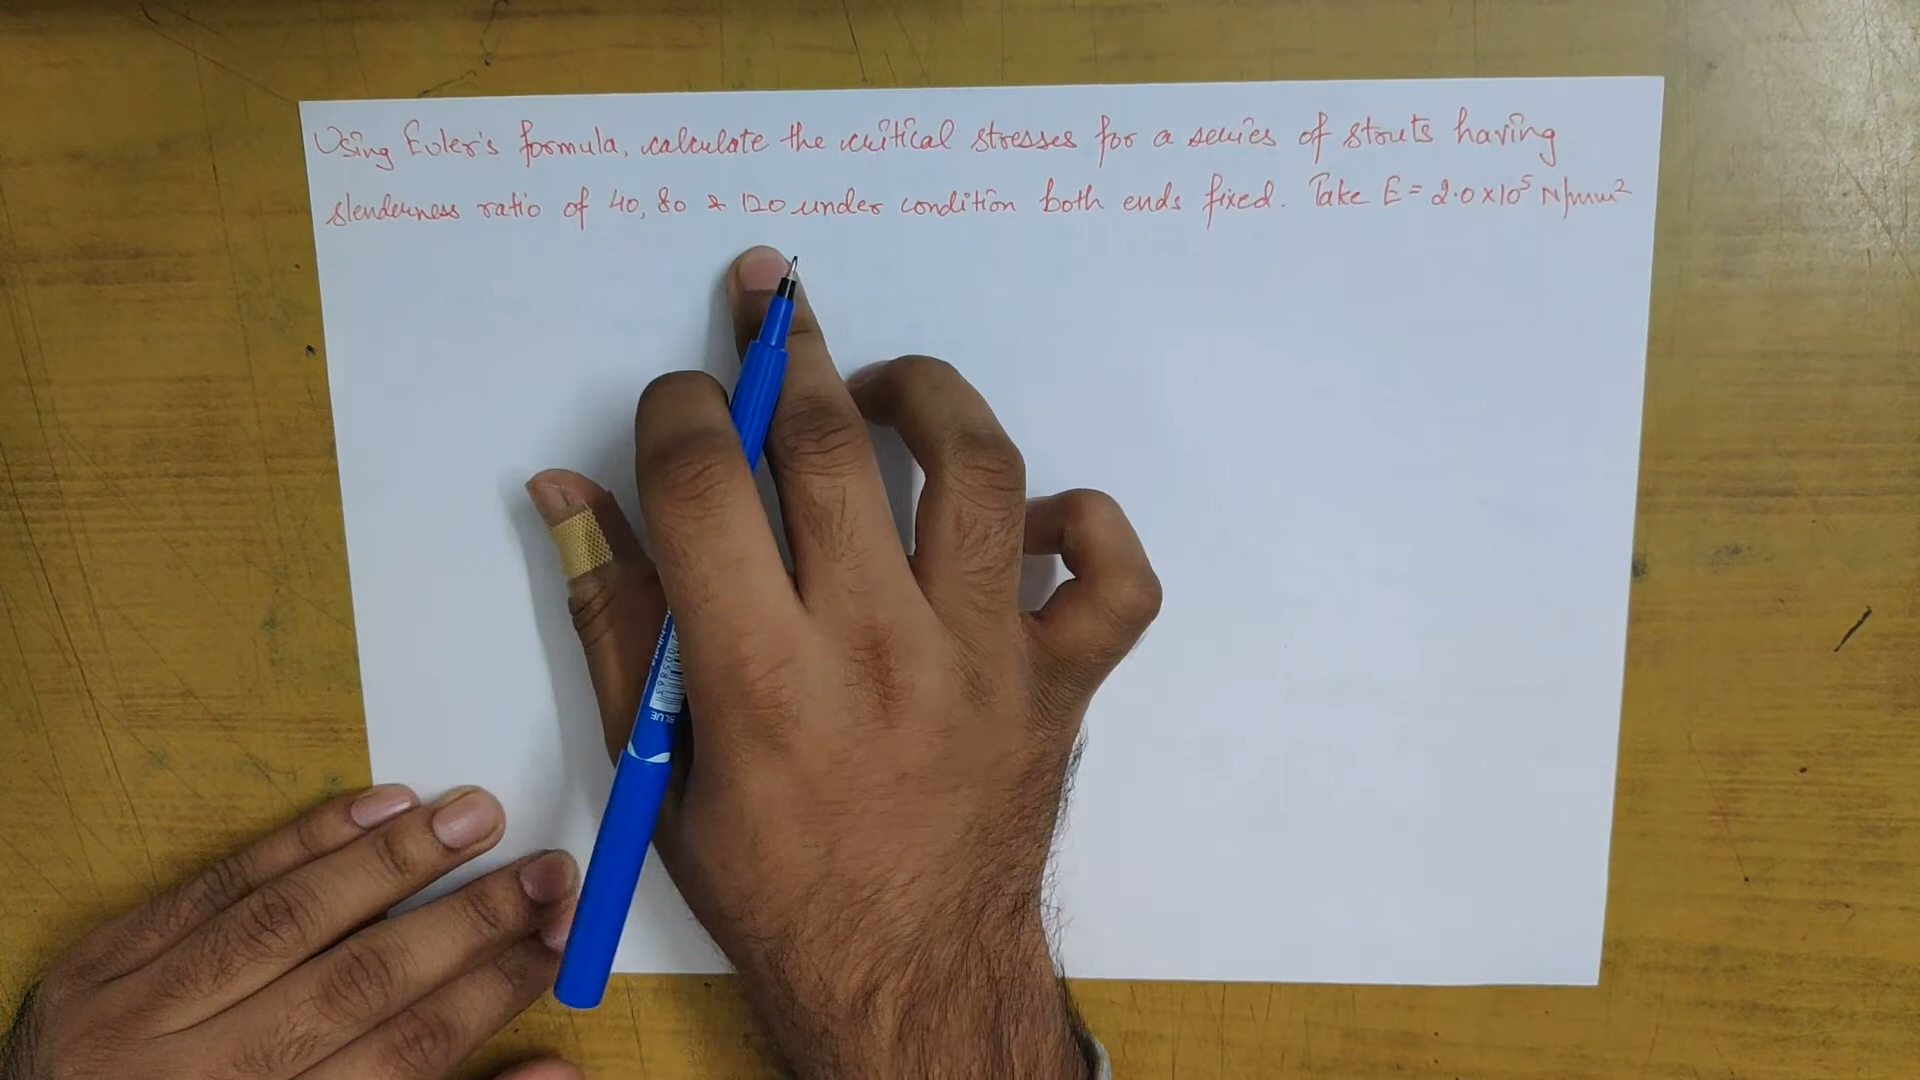 Using Euler's formula, calculate the critical stresses for a series of struts having
slenderness ratio of 40, 80 & 120 under condition both ends fixed. Take E = 2.0 x 10⁵ N/mm²
BLUE